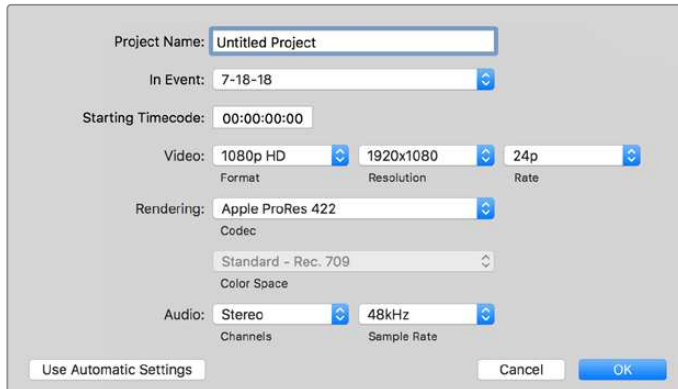 Project Name: Untitled Project
In Event: 7-18-18
Starting Timecode: 00:00:00:00
Video: 1080p HD 1920x1080 24p
Format Resolution Rate
Rendering: Apple ProRes 422
Codec
Standard - Rec. 709
Color Space
Audio: Stereo 48kHz
Channels Sample Rate
Use Automatic Settings Cancel OK